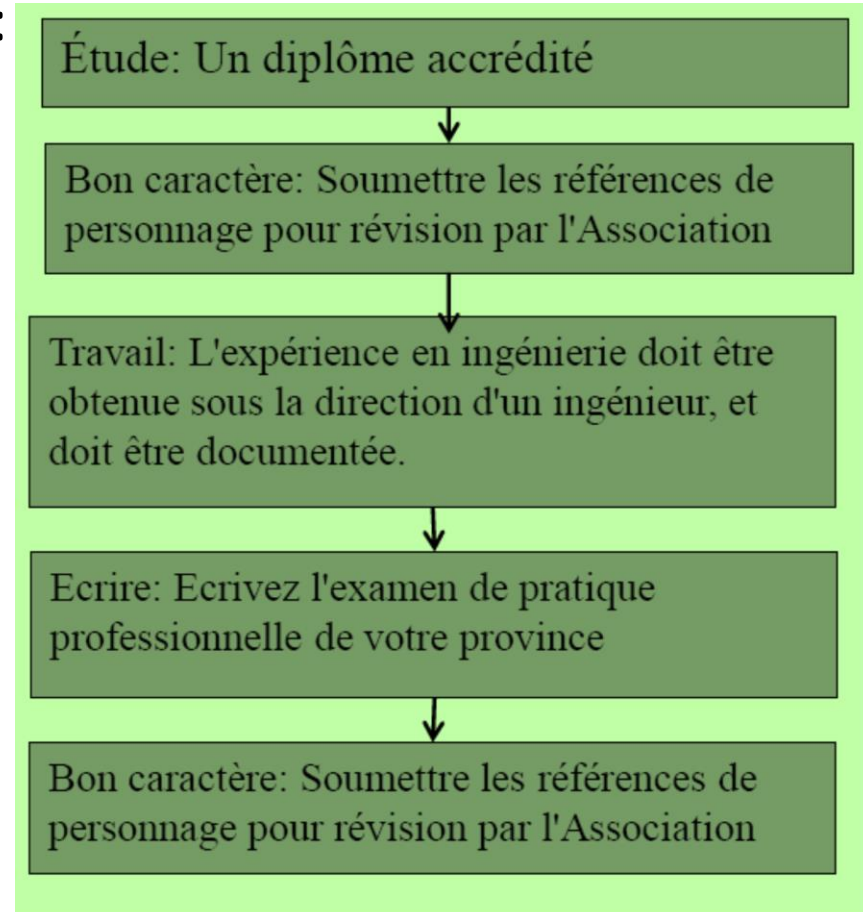 :
Étude: Un diplôme accrédité
Bon caractère: Soumettre les références de
personnage pour révision par l'Association
Travail: L'expérience en ingénierie doit être
obtenue sous la direction d'un ingénieur, et
doit être documentée.
Ecrire: Ecrivez l'examen de pratique
professionnelle de votre province
Bon caractère: Soumettre les références de
personnage pour révision par l'Association